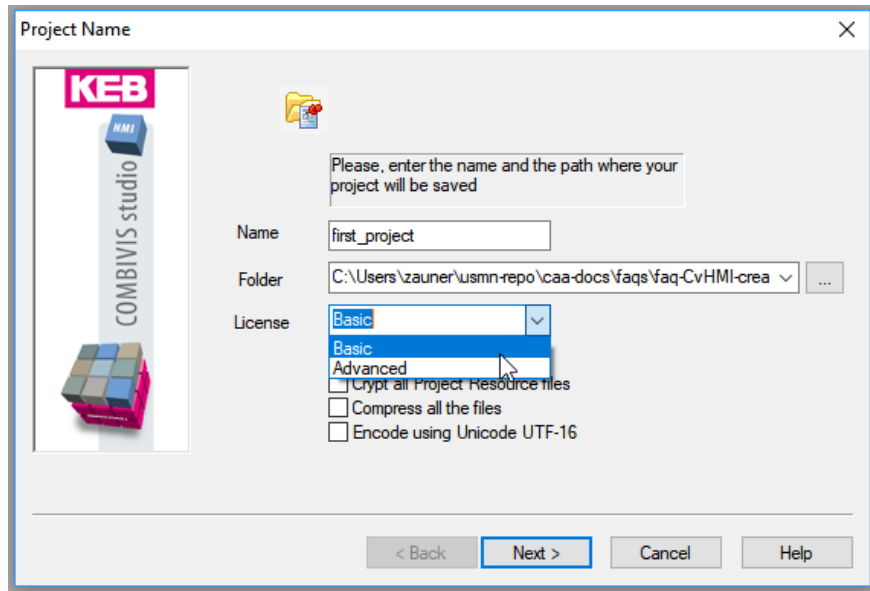 Project Name
KEB
HMI
COMBIVIS studio
Please, enter the name and the path where your
project will be saved
Name
first_project
Folder
C:\Users\zauner\usmn-repo\caa-docs\faqs\faq-CvHMI-crea
...
License
Basic
Basic
Advanced
Crypt all Project Resource files
Compress all the files
Encode using Unicode UTF-16
< Back
Next >
Cancel
Help